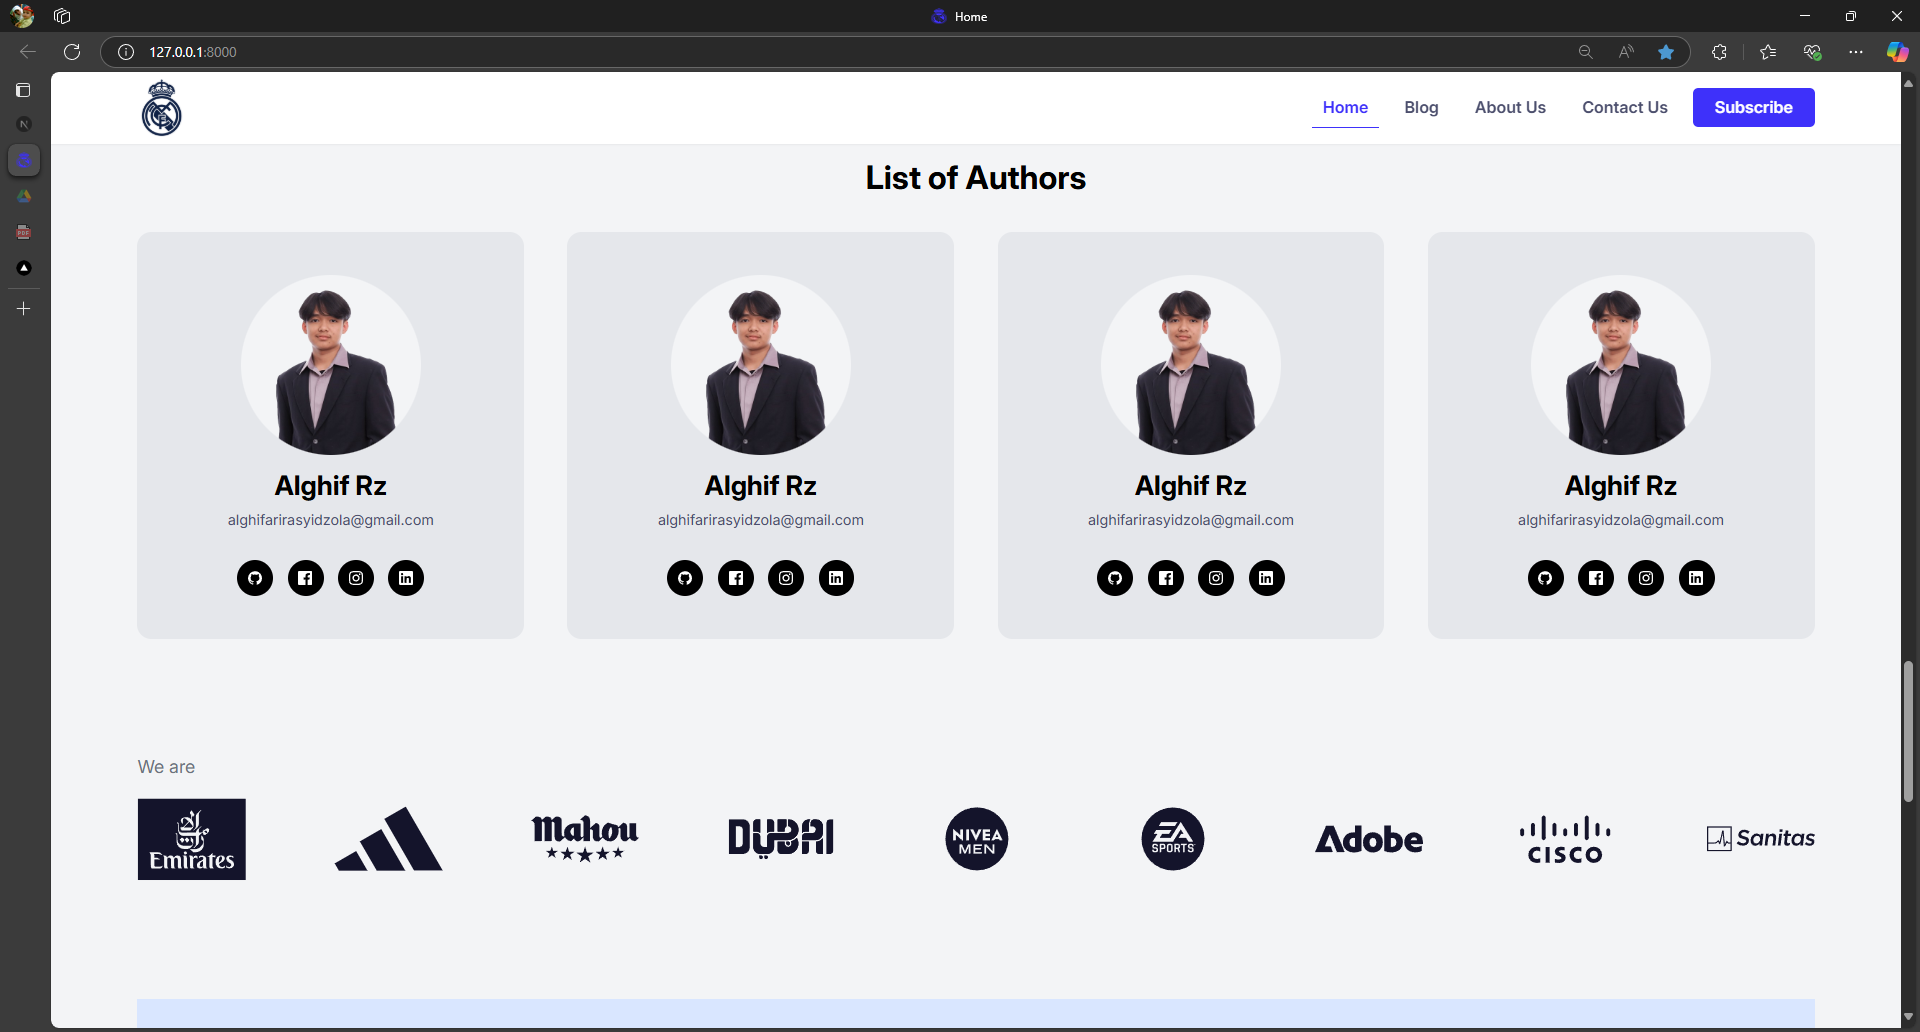 Home
127.0.0.1:8000
Home Blog About Us Contact Us Subscribe
List of Authors
Alghif Rz Alghif Rz Alghif Rz Alghif Rz
alghifarirasyidzola@gmail.com alghifarirasyidzola@gmail.com alghifarirasyidzola@gmail.com alghifarirasyidzola@gmail.com
We are
Emirates
Mahou
DUBAI
NIVEA
MEN
EA
SPORTS
Adobe
CISCO
Sanitas